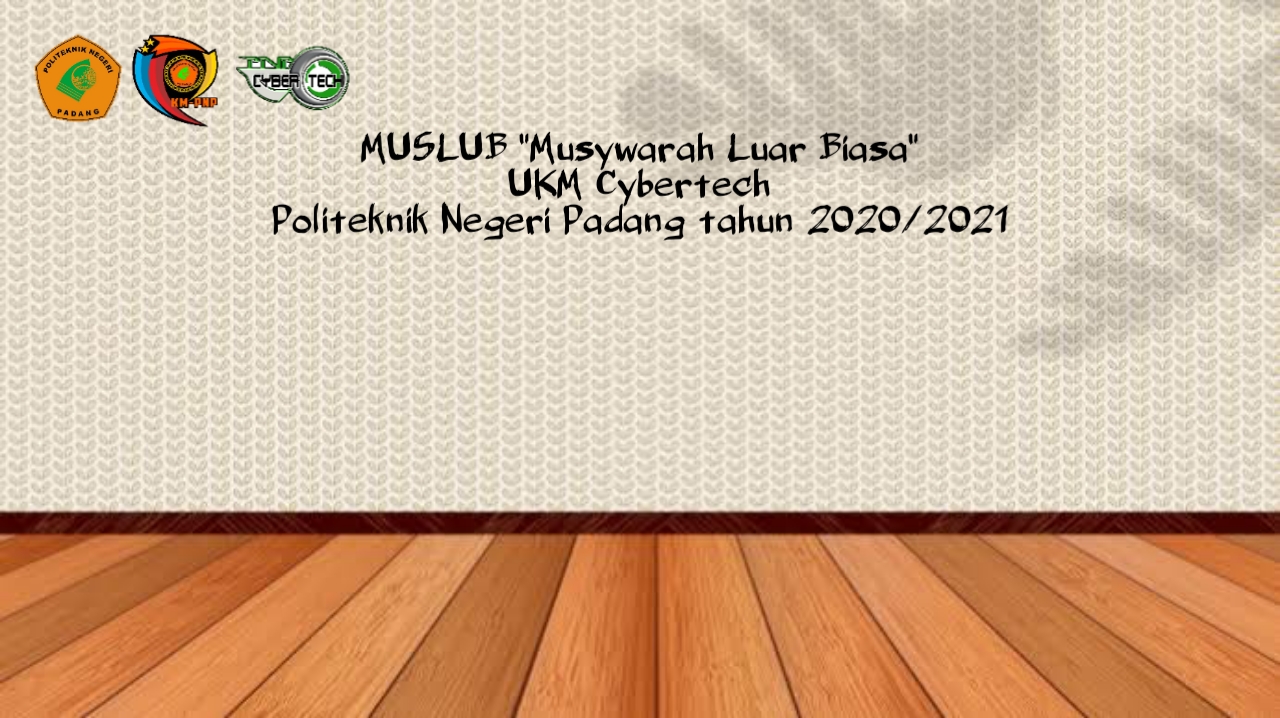 POLITEKNIK NEGERI
PADANG
KM-PNP
PNP
CYBER TECH
MUSLUB "Musywarah Luar Biasa"
UKM Cybertech
Politeknik Negeri Padang tahun 2020/2021